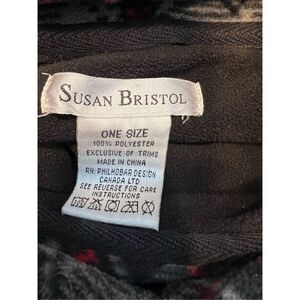 SUSAN BRISTOL
ONE SIZE
100% POLYESTER
EXCLUSIVE OF TRIMS
MADE IN CHINA
RN: PHILHOBAR DESIGN
CANADA LTD
SEE REVERSE FOR CARE
INSTRUCTIONS